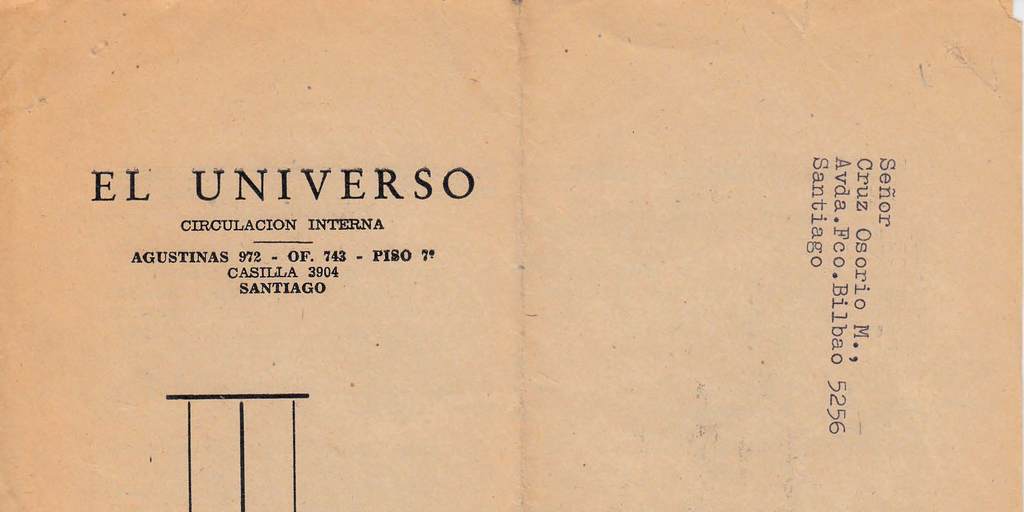 EL UNIVERSO
CIRCULACION INTERNA
AGUSTINAS 972 - OF. 743 - PISO 7º
CASILLA 3904
SANTIAGO
Señor
Cruz Osorio M.,
Avda.Fco.Bilbao 5256
Santiago